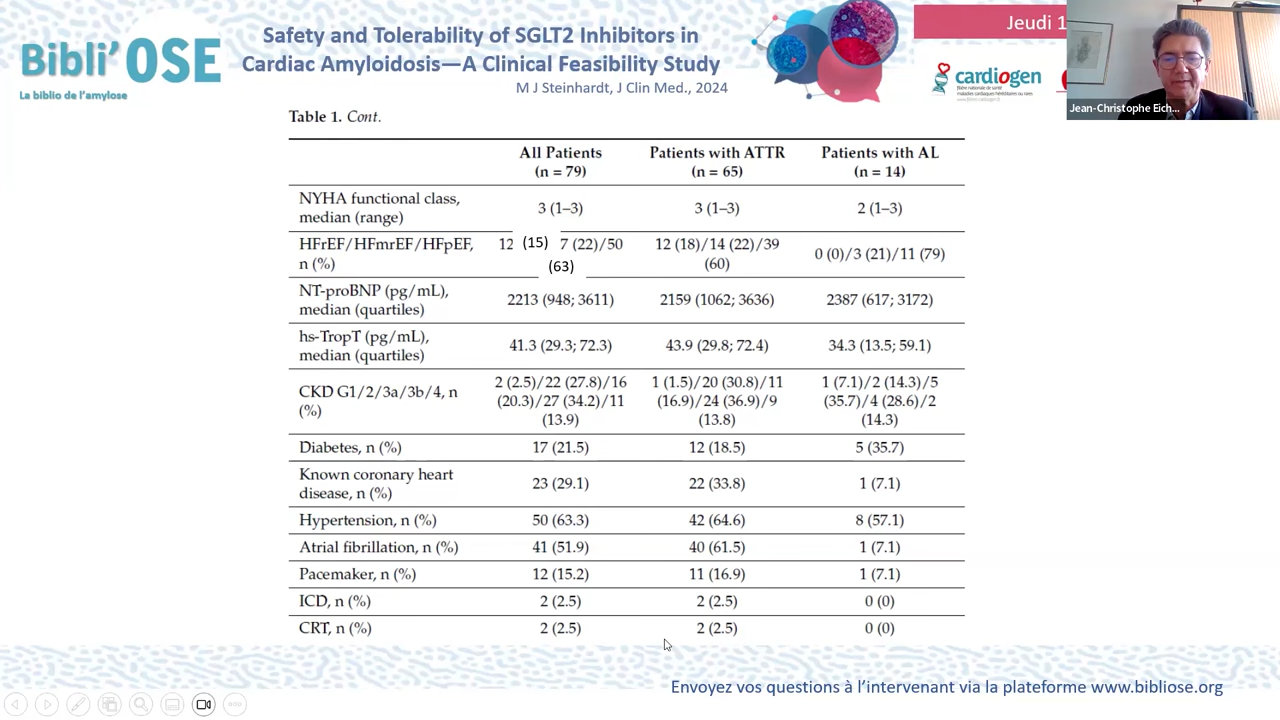 Bibli'OSE
La biblio de l'amylose
Safety and Tolerability of SGLT2 Inhibitors in
Cardiac Amyloidosis—A Clinical Feasibility Study
M J Steinhardt, J Clin Med., 2024
Jeudi 1
cardiogen
Jean-Christophe Eich...
Table 1. Cont.
All Patients
(n = 79)
Patients with ATTR
(n = 65)
Patients with AL
(n = 14)
NYHA functional class,
median (range)
3 (1–3)
3 (1–3)
2 (1–3)
HFrEF/HFmrEF/HFpEF,
n (%)
12 (15) 7 (22)/50
(63)
12 (18)/14 (22)/39
(60)
0 (0)/3 (21)/11 (79)
NT-proBNP (pg/mL),
median (quartiles)
2213 (948; 3611)
2159 (1062; 3636)
2387 (617; 3172)
hs-TropT (pg/mL),
median (quartiles)
41.3 (29.3; 72.3)
43.9 (29.8; 72.4)
34.3 (13.5; 59.1)
CKD G1/2/3a/3b/4, n
(%)
2 (2.5)/22 (27.8)/16
(20.3)/27 (34.2)/11
(13.9)
1 (1.5)/20 (30.8)/11
(16.9)/24 (36.9)/9
(13.8)
1 (7.1)/2 (14.3)/5
(35.7)/4 (28.6)/2
(14.3)
Diabetes, n (%)
17 (21.5)
12 (18.5)
5 (35.7)
Known coronary heart
disease, n (%)
23 (29.1)
22 (33.8)
1 (7.1)
Hypertension, n (%)
50 (63.3)
42 (64.6)
8 (57.1)
Atrial fibrillation, n (%)
41 (51.9)
40 (61.5)
1 (7.1)
Pacemaker, n (%)
12 (15.2)
11 (16.9)
1 (7.1)
ICD, n (%)
2 (2.5)
2 (2.5)
0 (0)
CRT, n (%)
2 (2.5)
2 (2.5)
0 (0)
Envoyez vos questions à l'intervenant via la plateforme www.bibliose.org